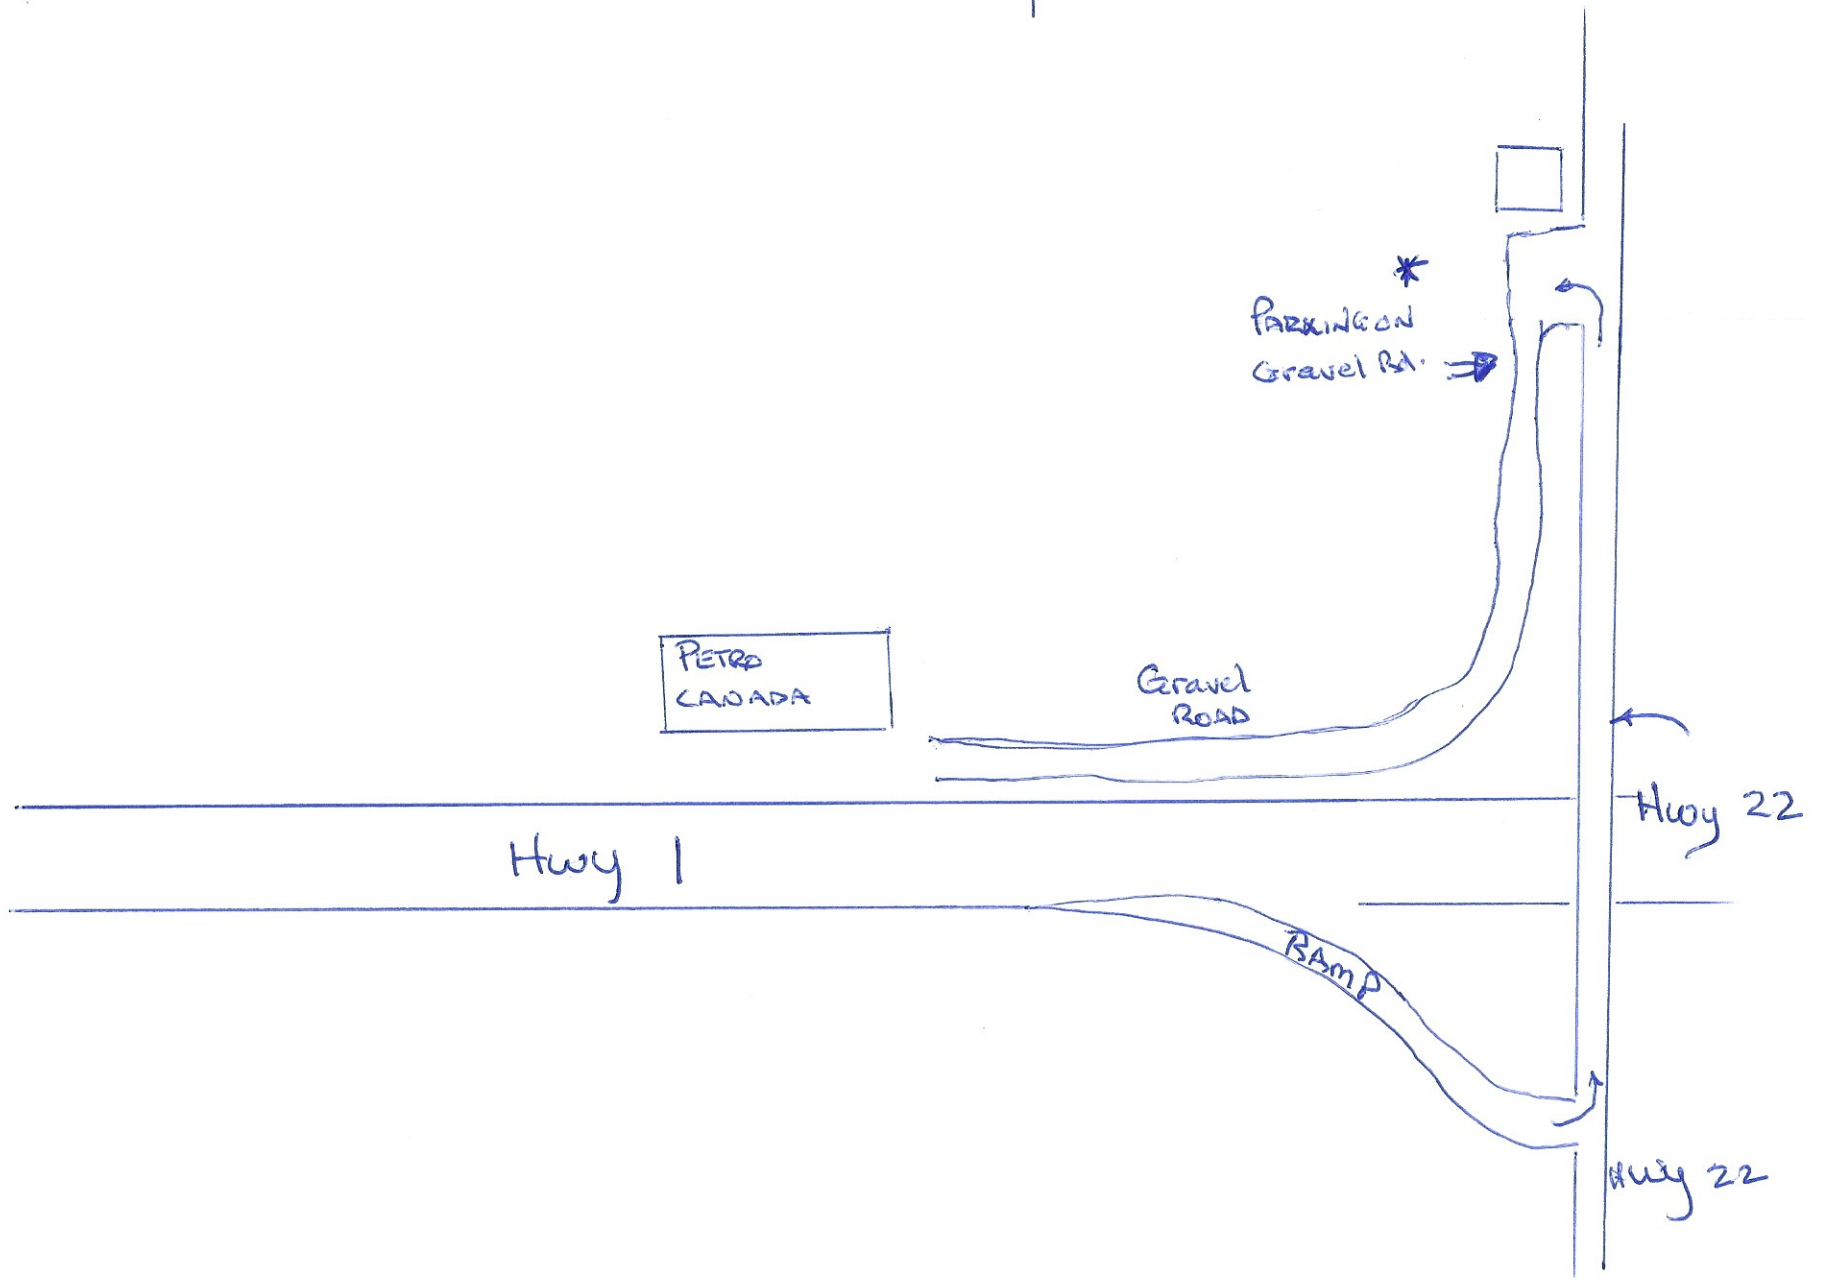 *
PARKING ON
Gravel Rd.
PETRO
CANADA
Gravel
ROAD
Hwy 22
Hwy 1
RAMP
Hwy 22